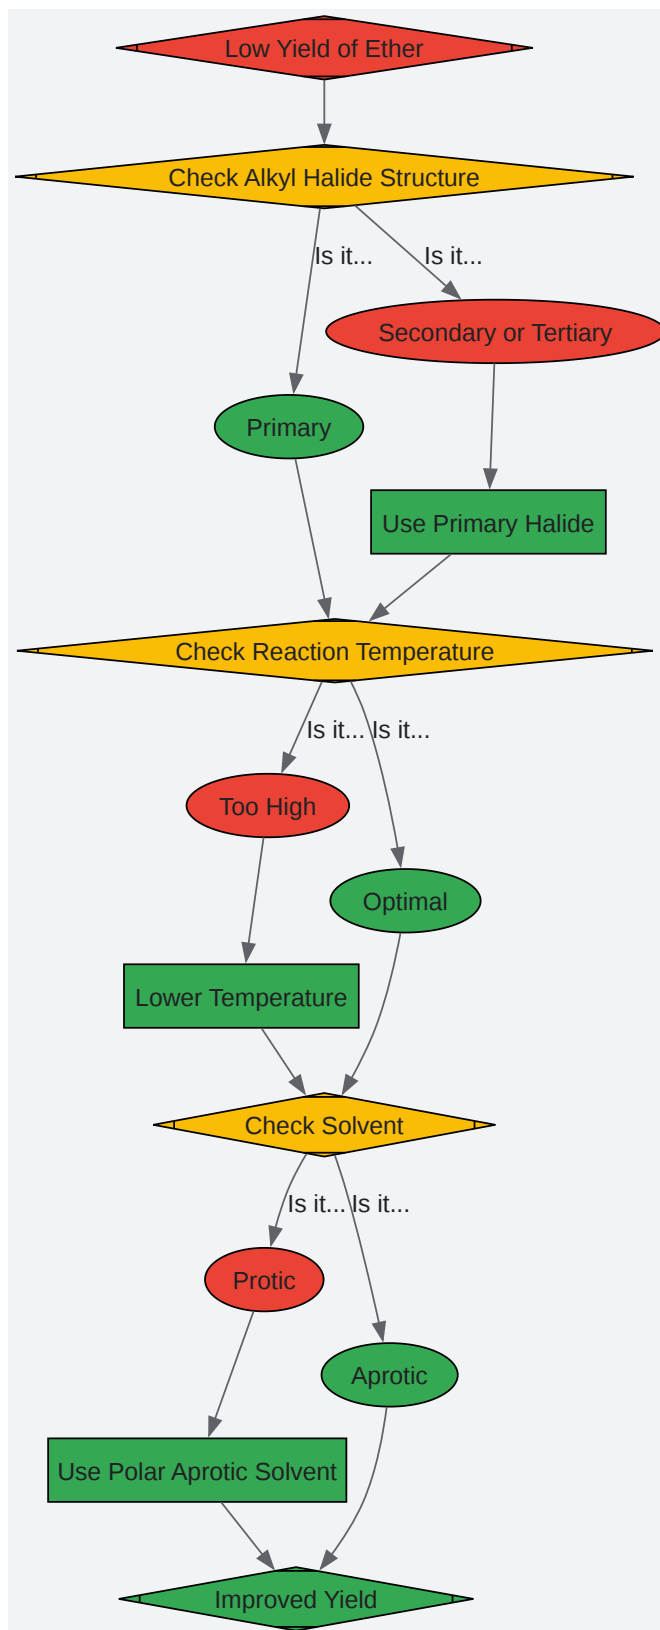 Low Yield of Ether
Check Alkyl Halide Structure
Is it...
Is it...
Secondary or Tertiary
Primary
Use Primary Halide
Check Reaction Temperature
Is it...
Is it...
Too High
Optimal
Lower Temperature
Check Solvent
Is it...
Is it...
Protic
Aprotic
Use Polar Aprotic Solvent
Improved Yield